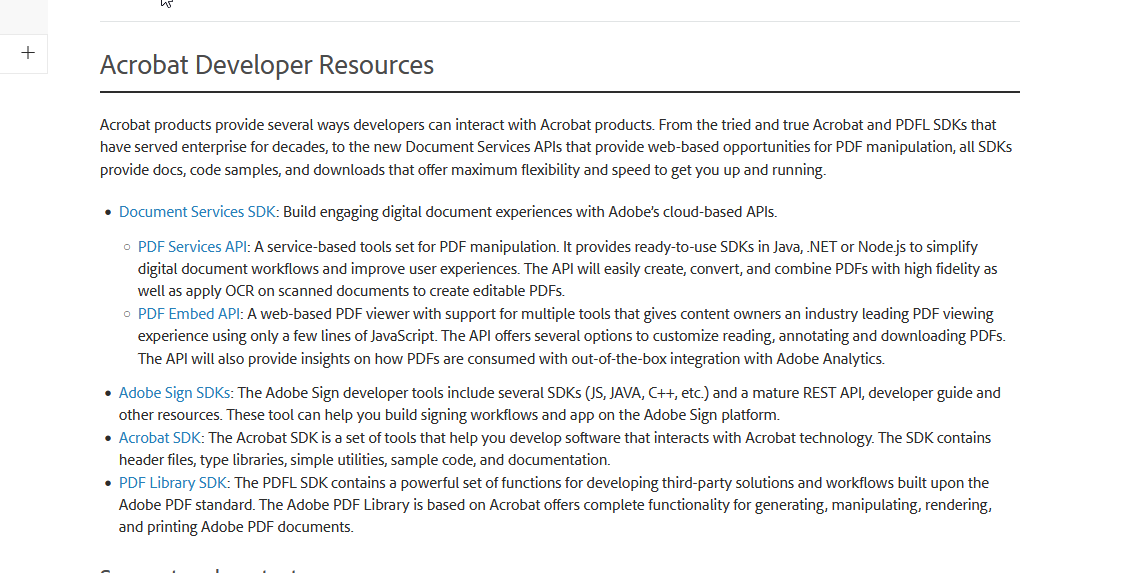 Acrobat Developer Resources
Acrobat products provide several ways developers can interact with Acrobat products. From the tried and true Acrobat and PDFL SDKs that
have served enterprise for decades, to the new Document Services APIs that provide web-based opportunities for PDF manipulation, all SDKs
provide docs, code samples, and downloads that offer maximum flexibility and speed to get you up and running.
• Document Services SDK: Build engaging digital document experiences with Adobe's cloud-based APIs.
○ PDF Services API: A service-based tools set for PDF manipulation. It provides ready-to-use SDKs in Java, .NET or Node.js to simplify
digital document workflows and improve user experiences. The API will easily create, convert, and combine PDFs with high fidelity as
well as apply OCR on scanned documents to create editable PDFs.
○ PDF Embed API: A web-based PDF viewer with support for multiple tools that gives content owners an industry leading PDF viewing
experience using only a few lines of JavaScript. The API offers several options to customize reading, annotating and downloading PDFs.
The API will also provide insights on how PDFs are consumed with out-of-the-box integration with Adobe Analytics.
• Adobe Sign SDKs: The Adobe Sign developer tools include several SDKs (JS, JAVA, C++, etc.) and a mature REST API, developer guide and
other resources. These tool can help you build signing workflows and app on the Adobe Sign platform.
• Acrobat SDK: The Acrobat SDK is a set of tools that help you develop software that interacts with Acrobat technology. The SDK contains
header files, type libraries, simple utilities, sample code, and documentation.
• PDF Library SDK: The PDFL SDK contains a powerful set of functions for developing third-party solutions and workflows built upon the
Adobe PDF standard. The Adobe PDF Library is based on Acrobat offers complete functionality for generating, manipulating, rendering,
and printing Adobe PDF documents.